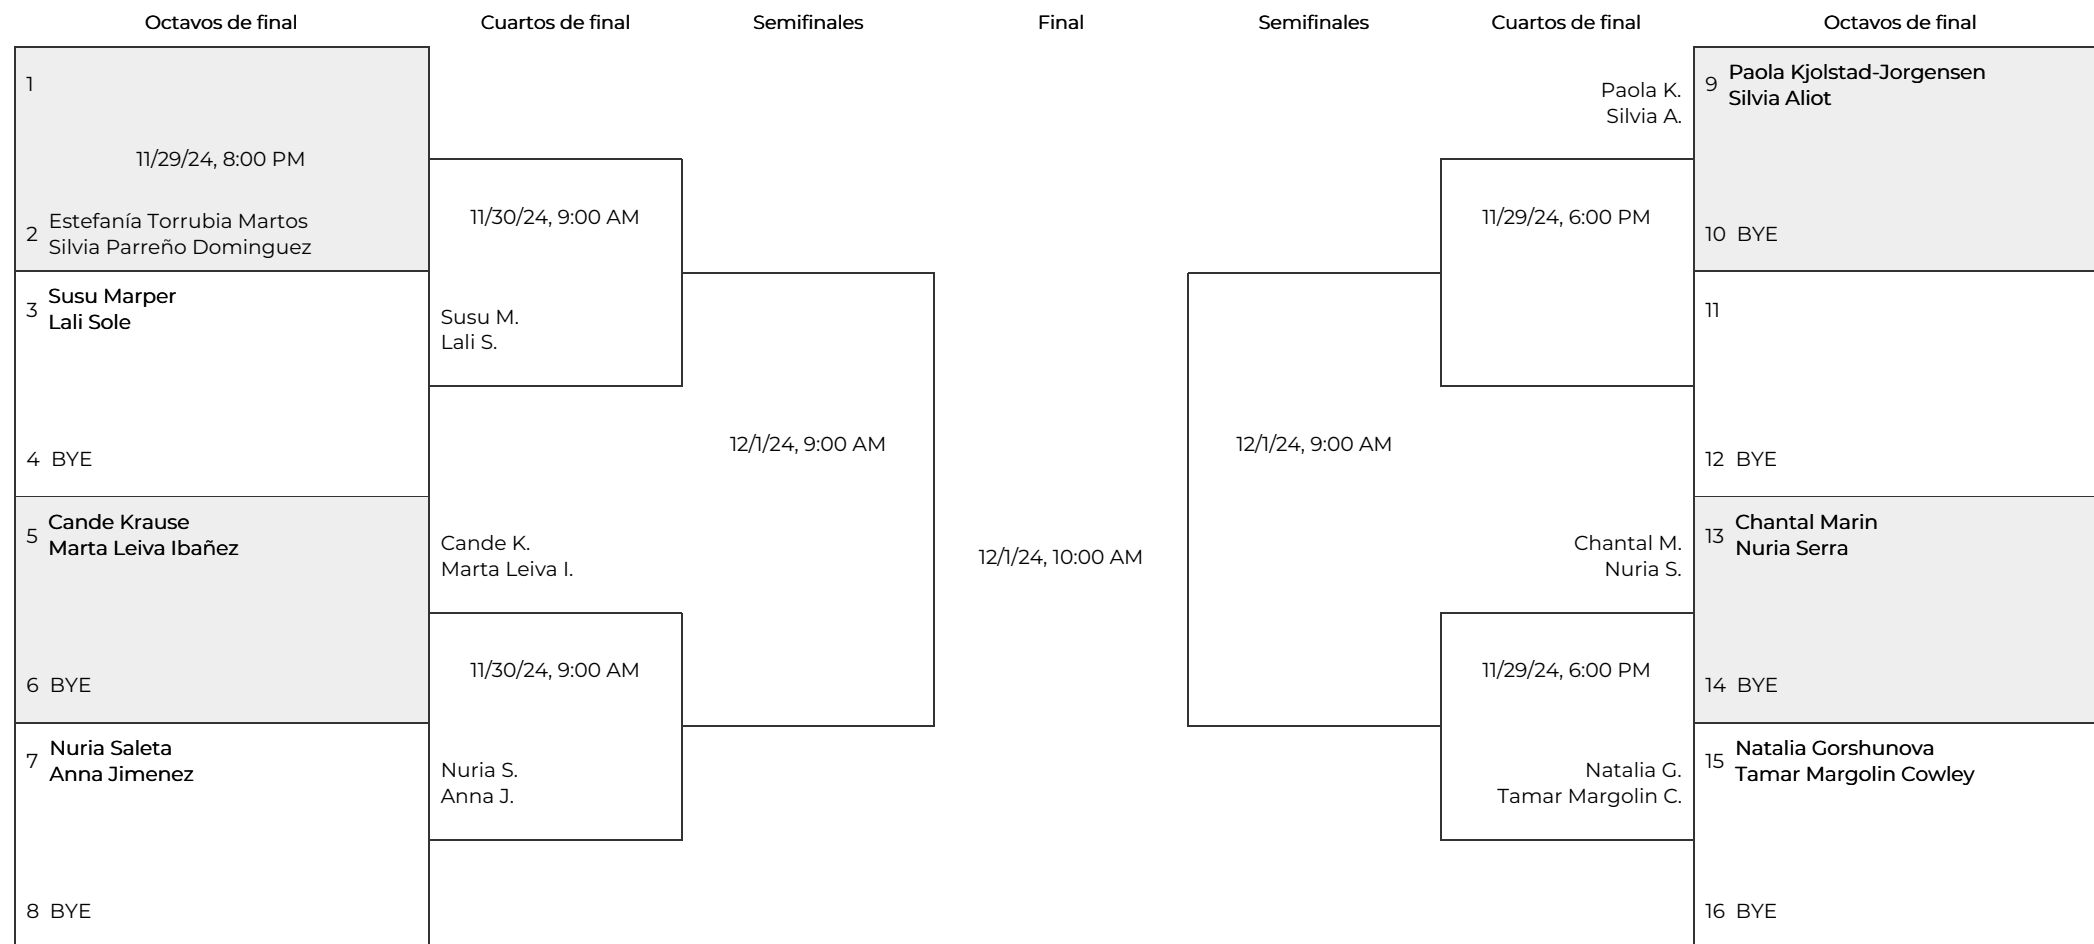 Octavos de final
Cuartos de final
Semifinales
Final
Semifinales
Cuartos de final
Octavos de final
1
11/29/24, 8:00 PM
2 Estefanía Torrubia Martos
Silvia Parreño Dominguez
3 Susu Marper
Lali Sole
4 BYE
5 Cande Krause
Marta Leiva Ibañez
6 BYE
7 Nuria Saleta
Anna Jimenez
8 BYE
11/30/24, 9:00 AM
Susu M.
Lali S.
Cande K.
Marta Leiva I.
11/30/24, 9:00 AM
Nuria S.
Anna J.
12/1/24, 9:00 AM
12/1/24, 10:00 AM
12/1/24, 9:00 AM
Paola K.
Silvia A.
11/29/24, 6:00 PM
Chantal M.
Nuria S.
11/29/24, 6:00 PM
Natalia G.
Tamar Margolin C.
9 Paola Kjolstad-Jorgensen
Silvia Aliot
10 BYE
11
12 BYE
13 Chantal Marin
Nuria Serra
14 BYE
15 Natalia Gorshunova
Tamar Margolin Cowley
16 BYE